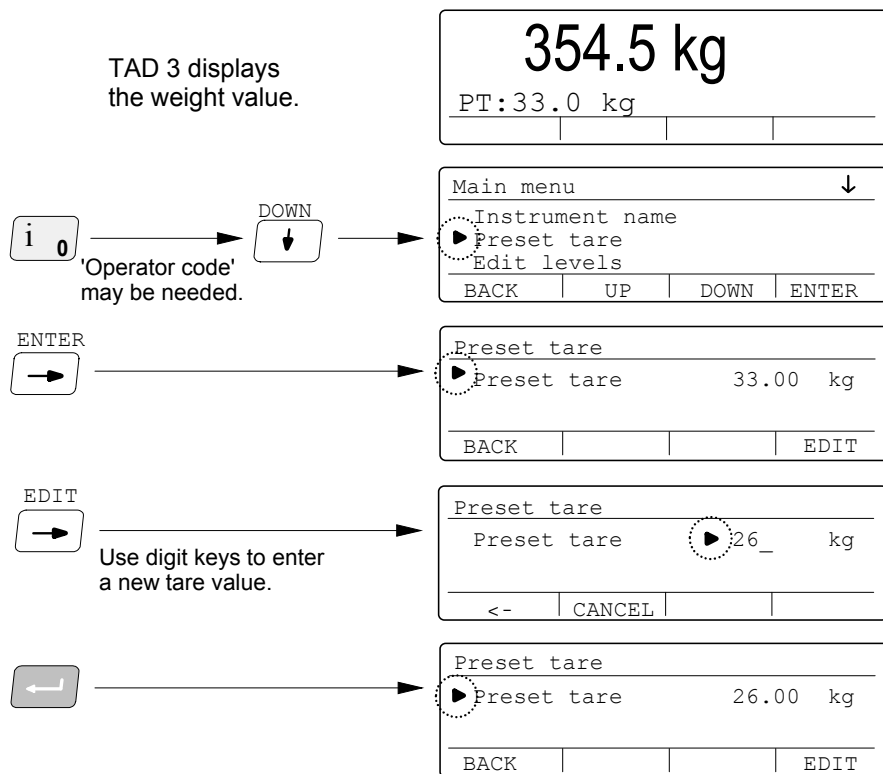 TAD 3 displays
the weight value.
354.5 kg
PT:33.0 kg
i 0
'Operator code'
may be needed.
DOWN
Main menu ↓
Instrument name
Preset tare
Edit levels
BACK UP DOWN ENTER
ENTER
Preset tare
Preset tare 33.00 kg
BACK EDIT
EDIT
Use digit keys to enter
a new tare value.
Preset tare
Preset tare 26_ kg
<- CANCEL
Preset tare
Preset tare 26.00 kg
BACK EDIT